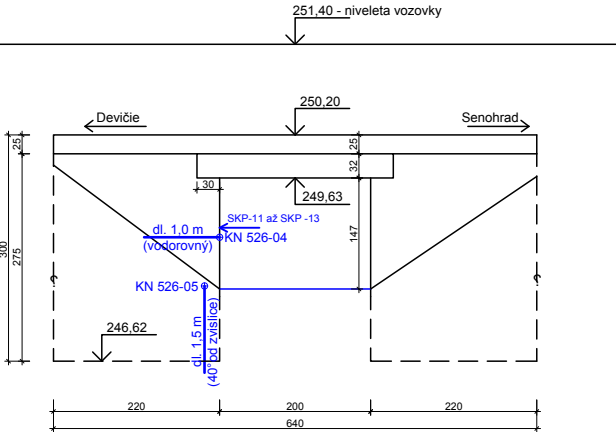 251,40 - niveleta vozovky
250,20
Devičie
Senohrad
25
25
32
30
249,63
SKP-11 až SKP -13
dl. 1,0 m
(vodorovný)
KN 526-04
147
300
275
KN 526-05
dl. 1,5 m
(40° od zvislice)
246,62
220
200
220
640